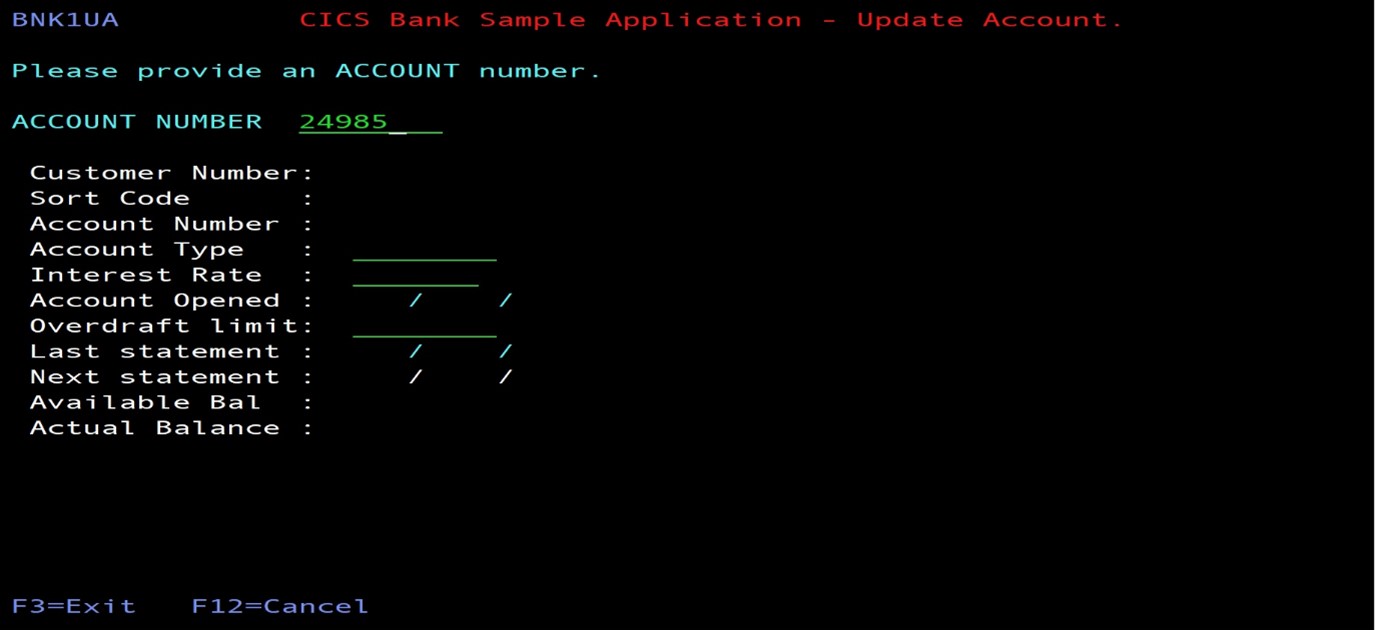 BNK1UA CICS Bank Sample Application - Update Account.
Please provide an ACCOUNT number.
ACCOUNT NUMBER 24985_
Customer Number:
Sort Code :
Account Number :
Account Type :
Interest Rate :
Account Opened : / /
Overdraft limit:
Last statement : / /
Next statement : / /
Available Bal :
Actual Balance :
F3=Exit F12=Cancel